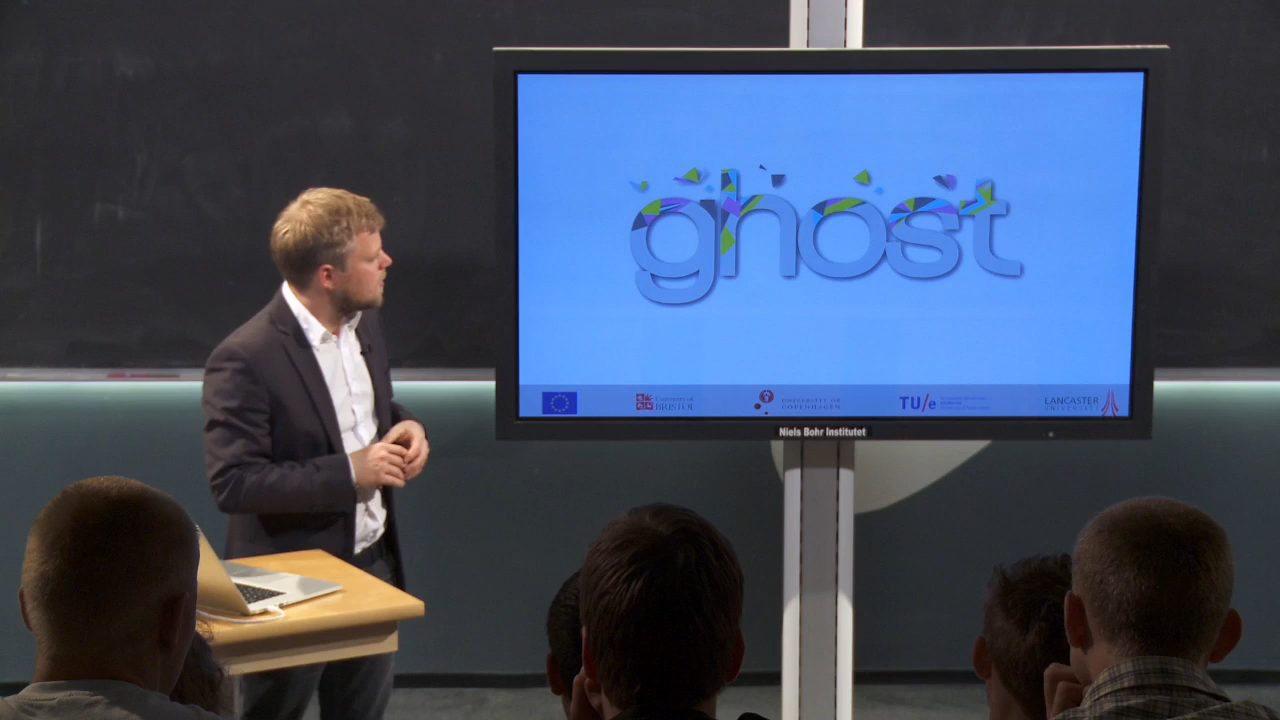 ghost
University of
BRISTOL
UNIVERSITY OF
COPENHAGEN
TU/e
LANCASTER
UNIVERSITY
Niels Bohr Institutet